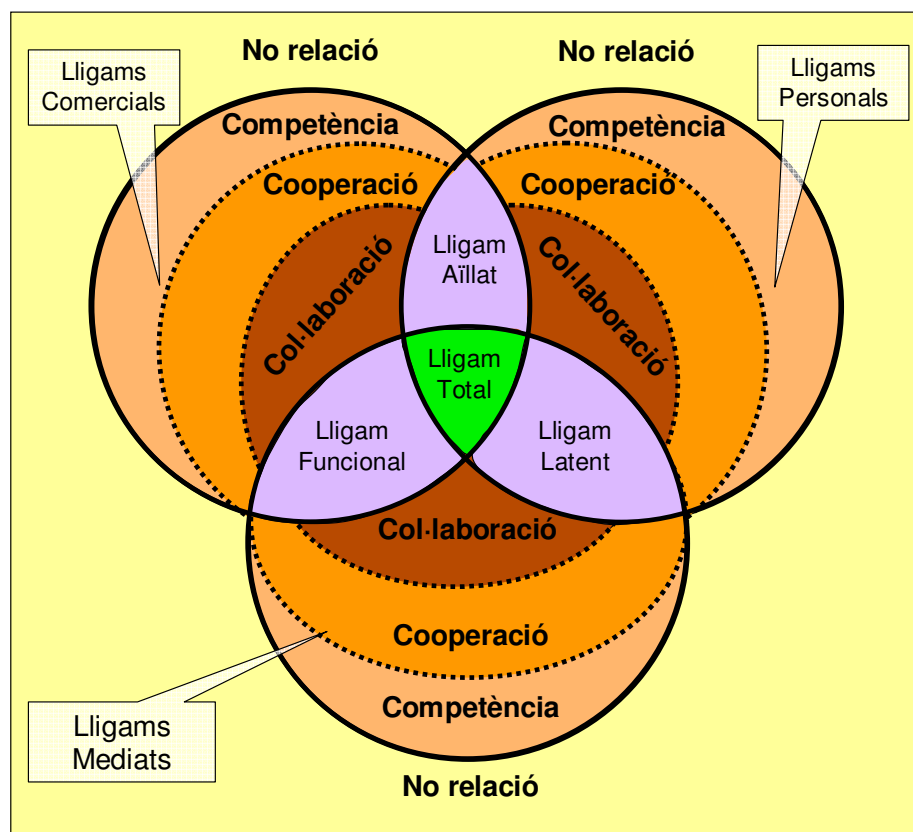 No relació
No relació
Lligams
Comercials
Lligams
Personals
Competència
Competència
Cooperació
Cooperació
Col·laboració
Col·laboració
Lligam
Aïllat
Lligam
Total
Lligam
Funcional
Lligam
Latent
Col·laboració
Cooperació
Competència
Lligams
Mediats
No relació